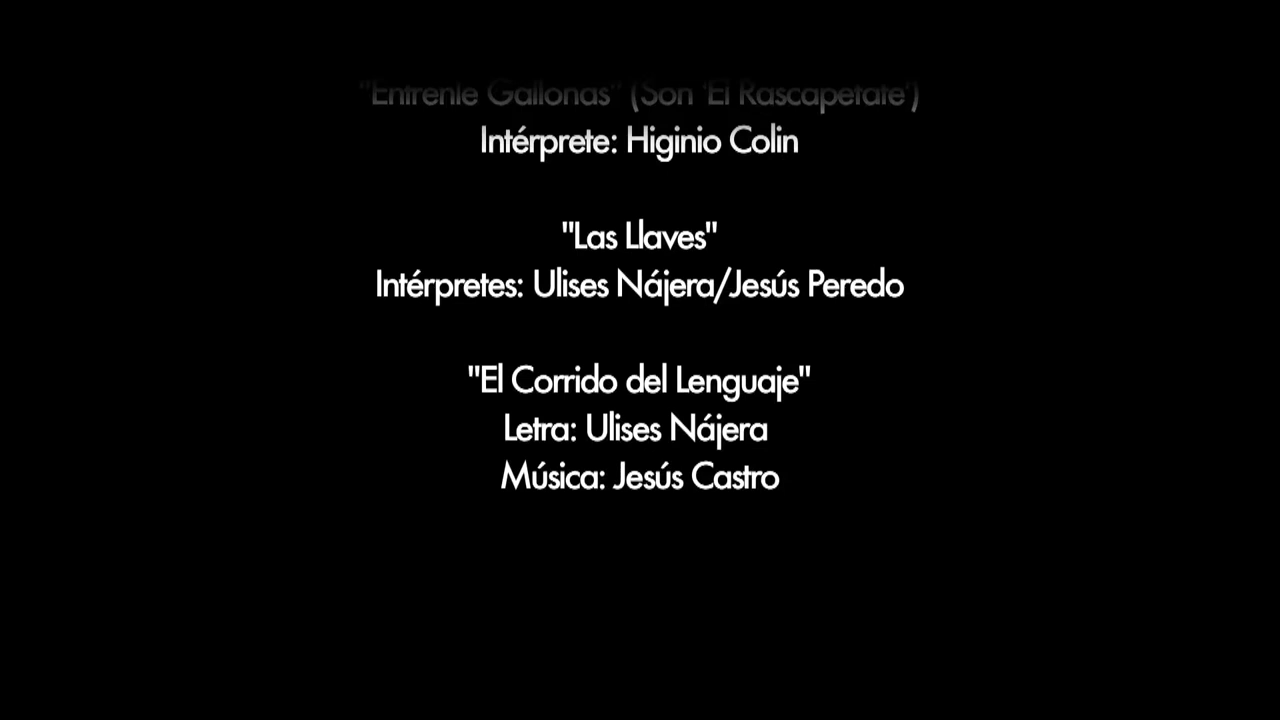 "Entrenle Gallonas" (Son 'El Rascapetate')
Intérprete: Higinio Colin
"Las Llaves"
Intérpretes: Ulises Nájera/Jesús Peredo
"El Corrido del Lenguaje"
Letra: Ulises Nájera
Música: Jesús Castro